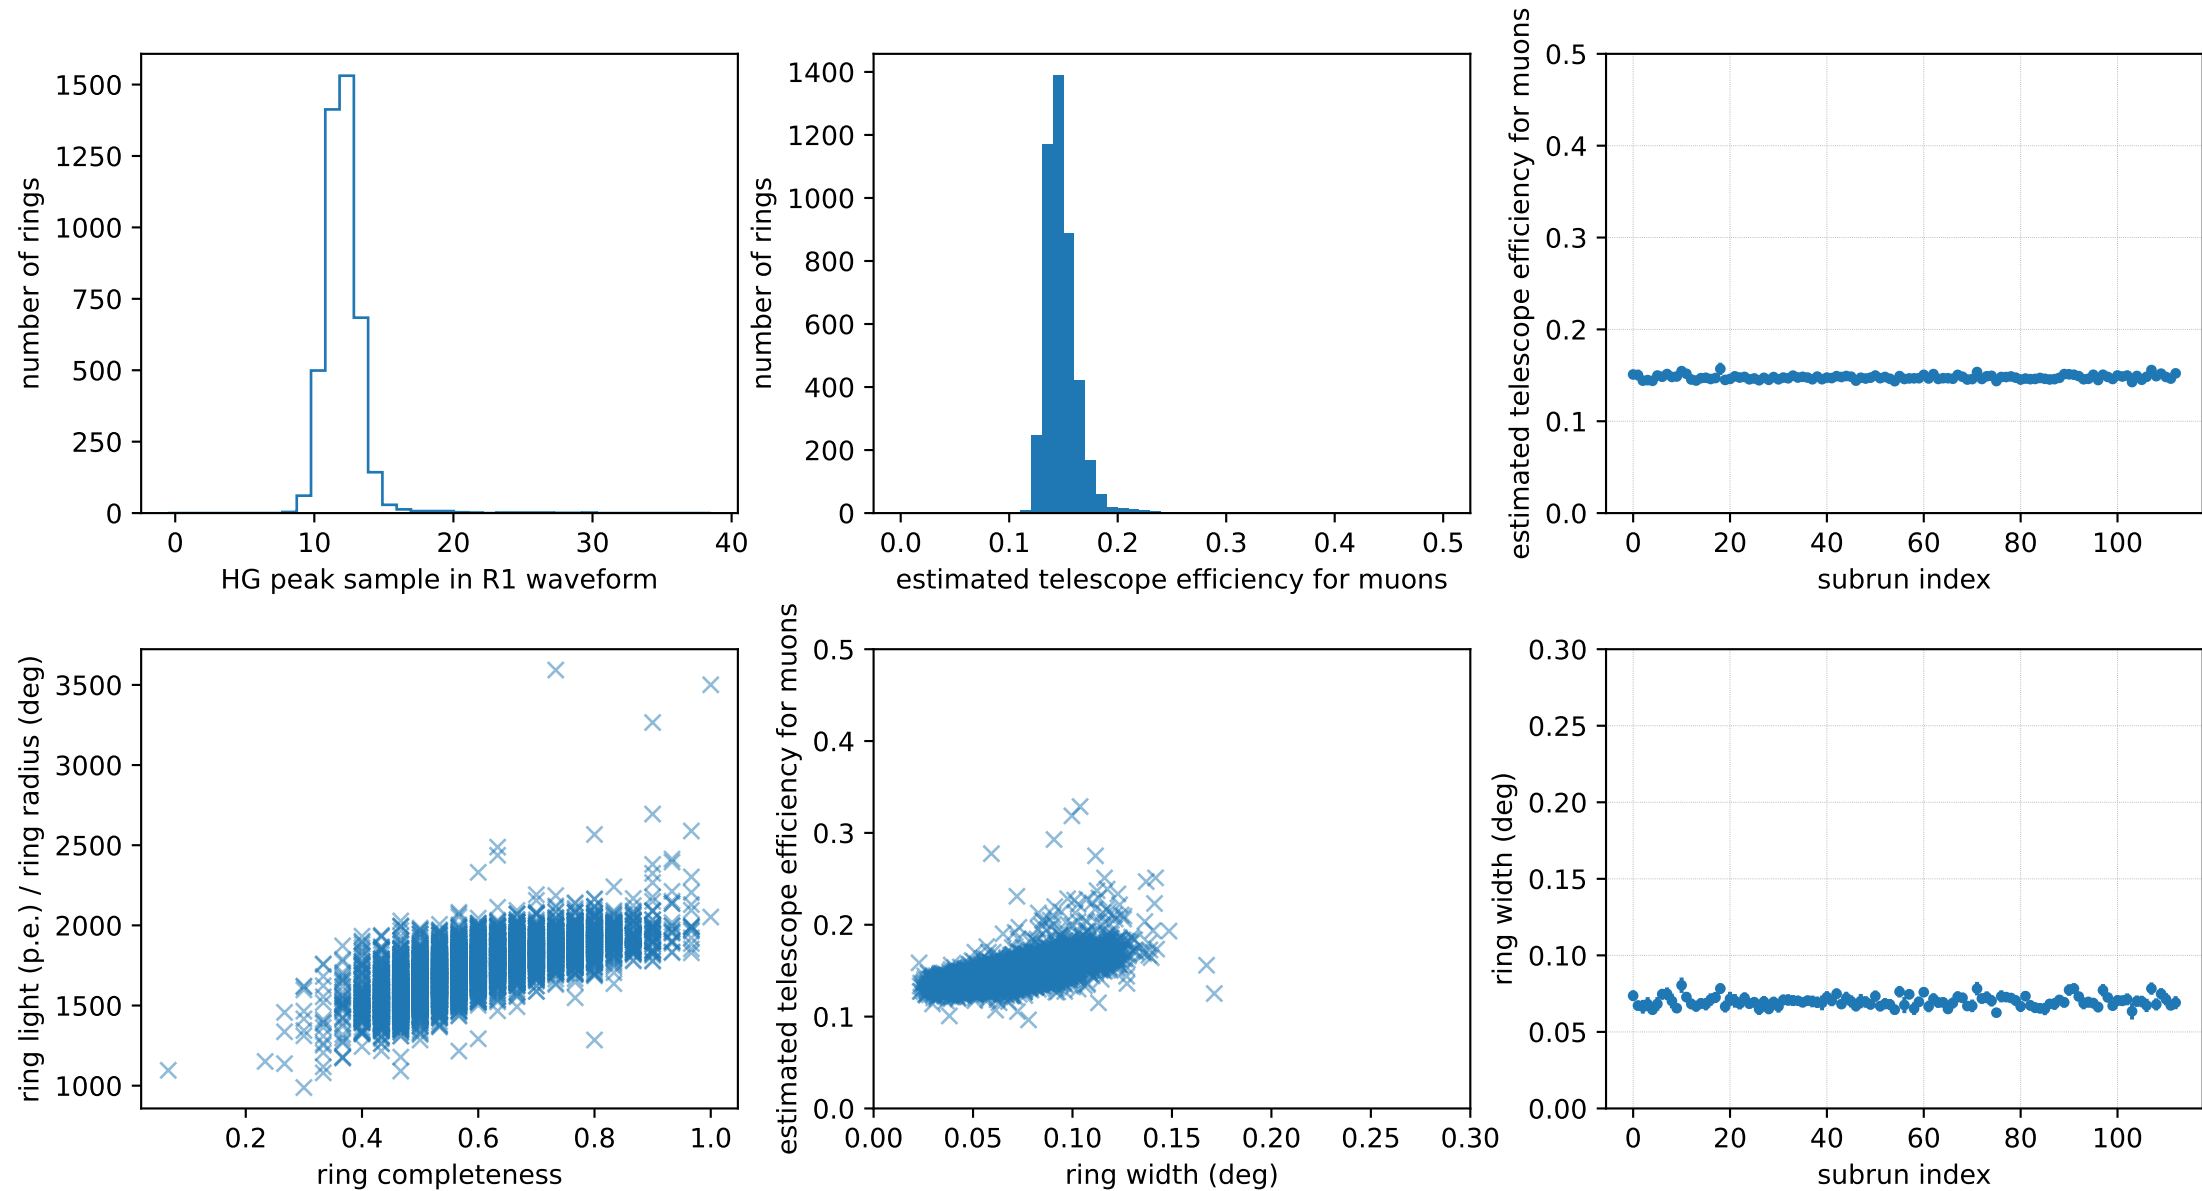 number of rings
1500
1250
1000
750
500
250
0
0 10 20 30 40
HG peak sample in R1 waveform
number of rings
1400
1200
1000
800
600
400
200
0
0.0 0.1 0.2 0.3 0.4 0.5
estimated telescope efficiency for muons
estimated telescope efficiency for muons
0.5
0.4
0.3
0.2
0.1
0.0
0 20 40 60 80 100
subrun index
ring light (p.e.) / ring radius (deg)
3500
3000
2500
2000
1500
1000
0.2 0.4 0.6 0.8 1.0
ring completeness
estimated telescope efficiency for muons
0.5
0.4
0.3
0.2
0.1
0.0
0.00 0.05 0.10 0.15 0.20 0.25 0.30
ring width (deg)
ring width (deg)
0.30
0.25
0.20
0.15
0.10
0.05
0.00
0 20 40 60 80 100
subrun index